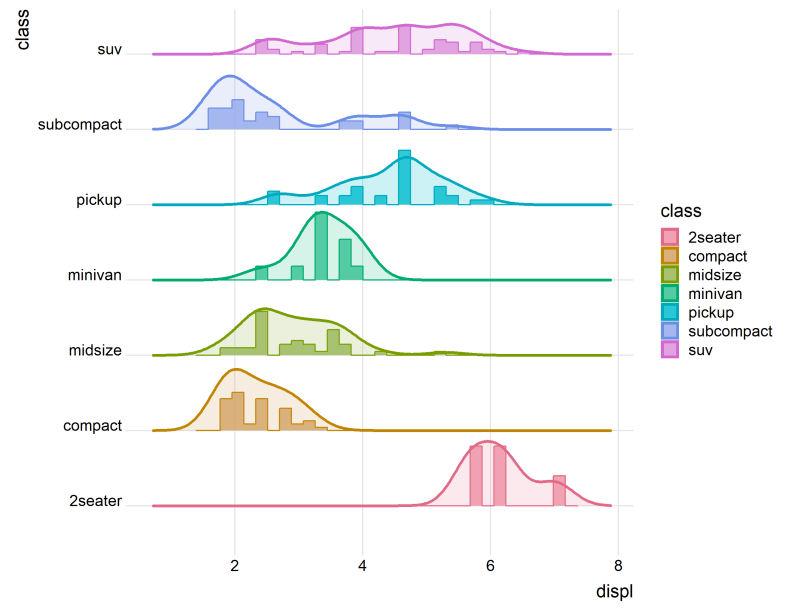 class
suv
subcompact
pickup
minivan
midsize
compact
2seater
2 4 6 8
displ
class
2seater
compact
midsize
minivan
pickup
subcompact
suv